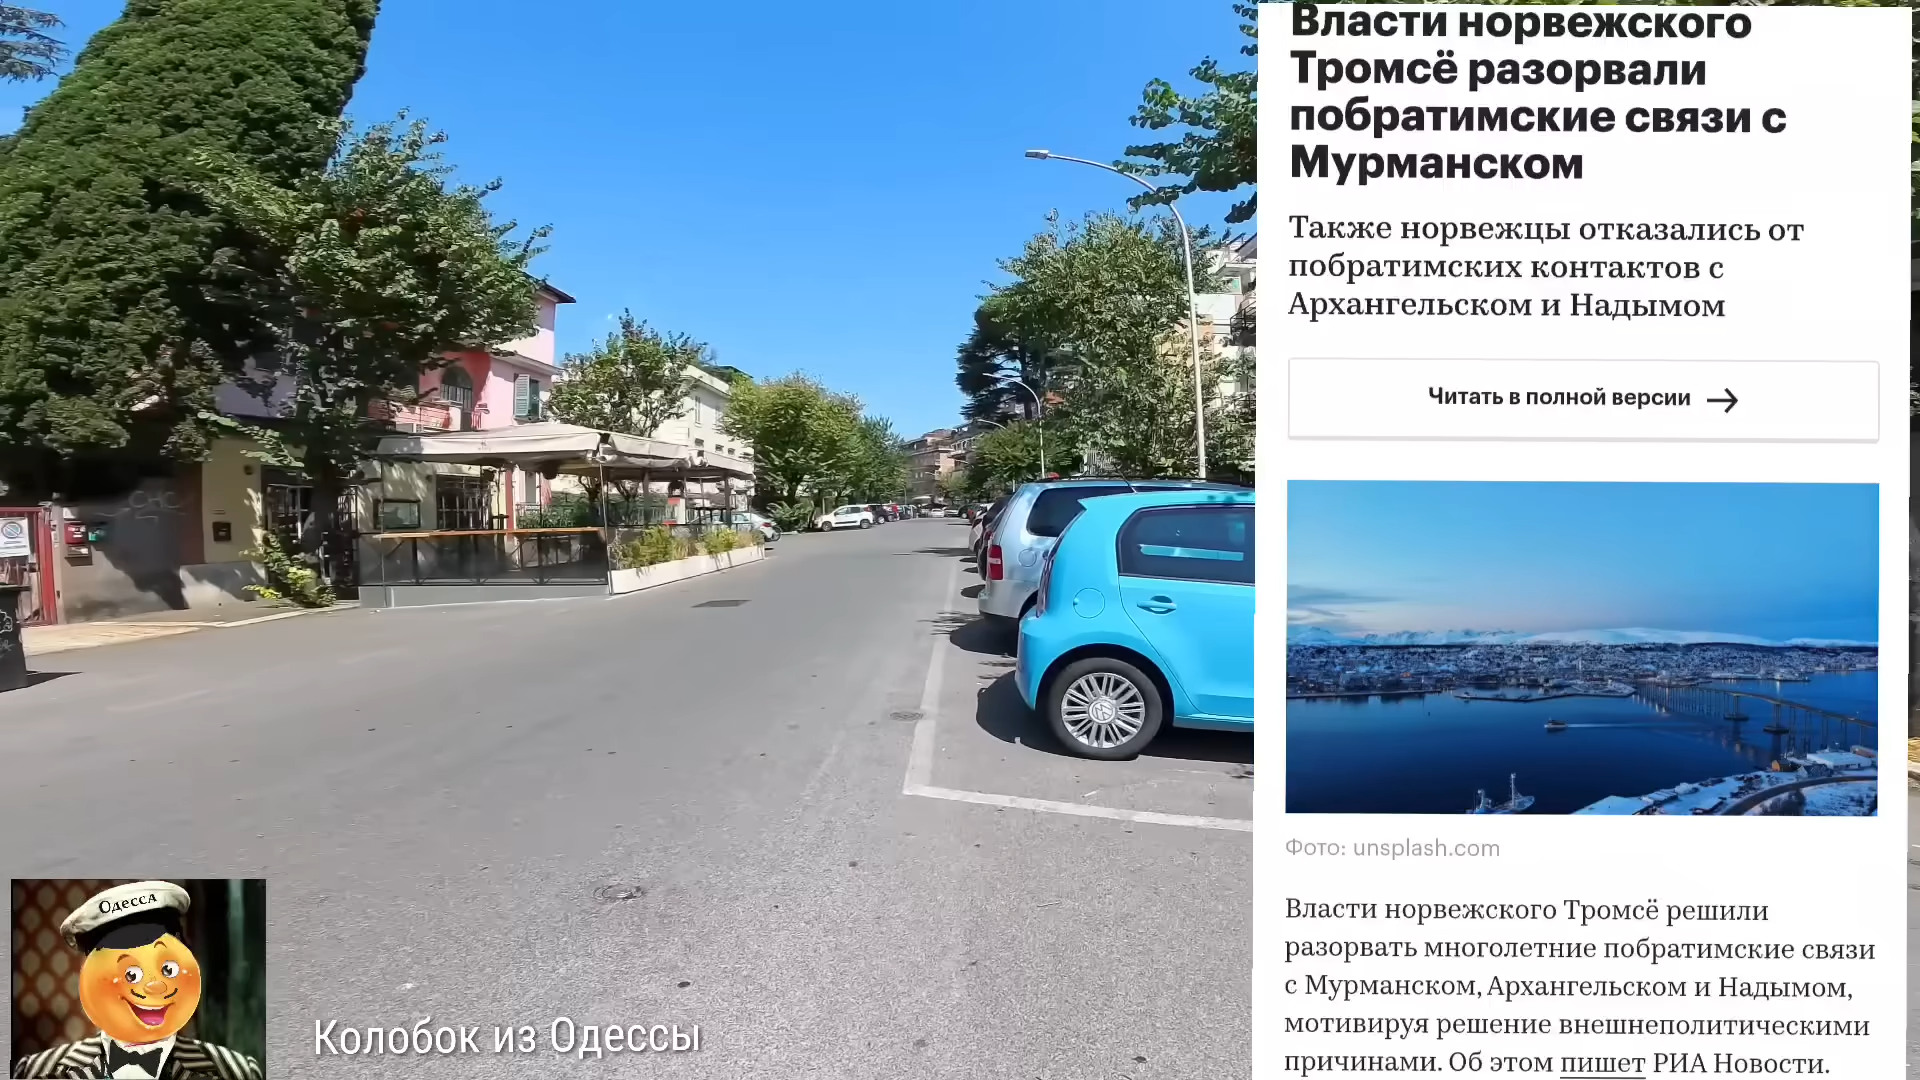 Власти норвежского
Тромсё разорвали
побратимские связи с
Мурманском
Также норвежцы отказались от
побратимских контактов с
Архангельском и Надымом
Читать в полной версии
Фото: unsplash.com
Власти норвежского Тромсё решили
разорвать многолетние побратимские связи
с Мурманском, Архангельском и Надымом,
мотивируя решение внешнеполитическими
причинами. Об этом пишет РИА Новости.
Одесса
Колобок из Одессы